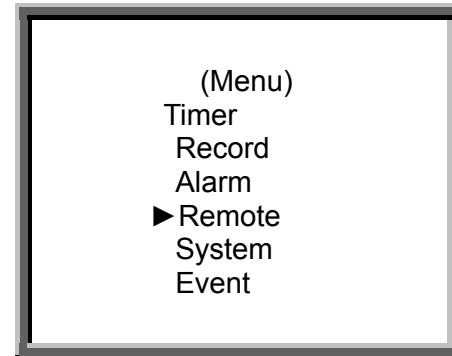 (Menu)
Timer
Record
Alarm
►Remote
System
Event